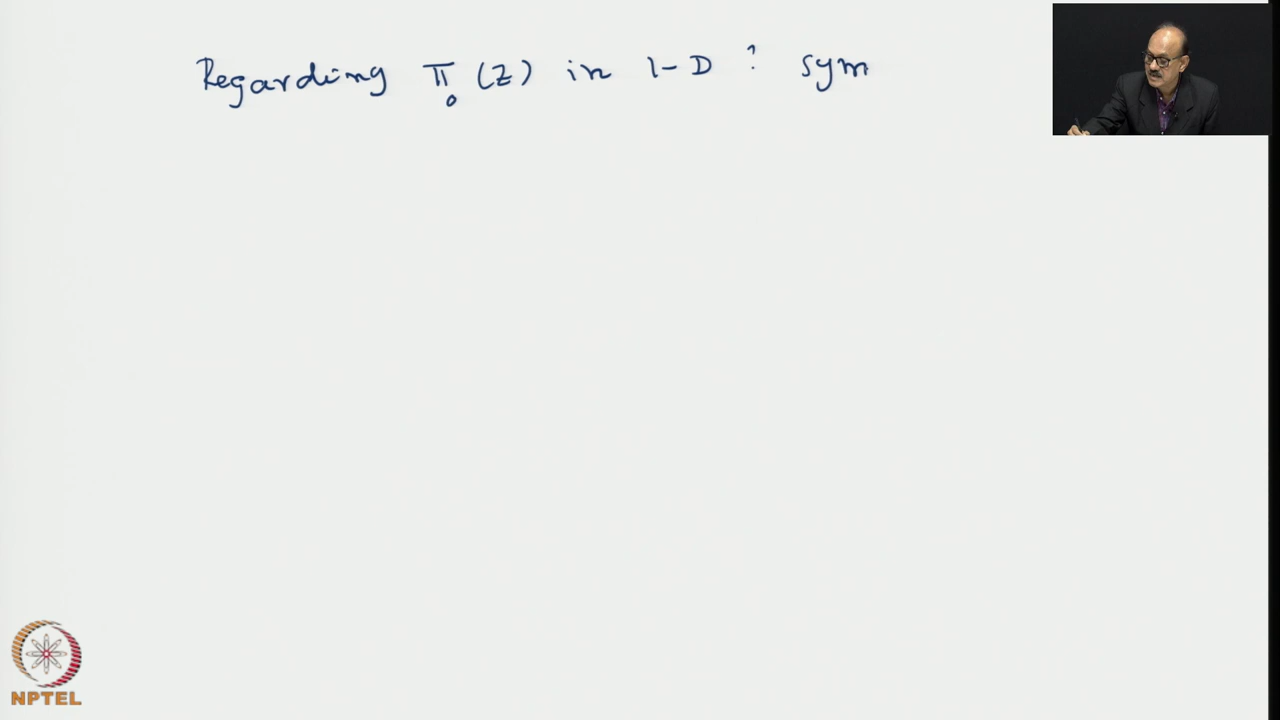 Regarding π₀(z) in 1-D : sym
NPTEL